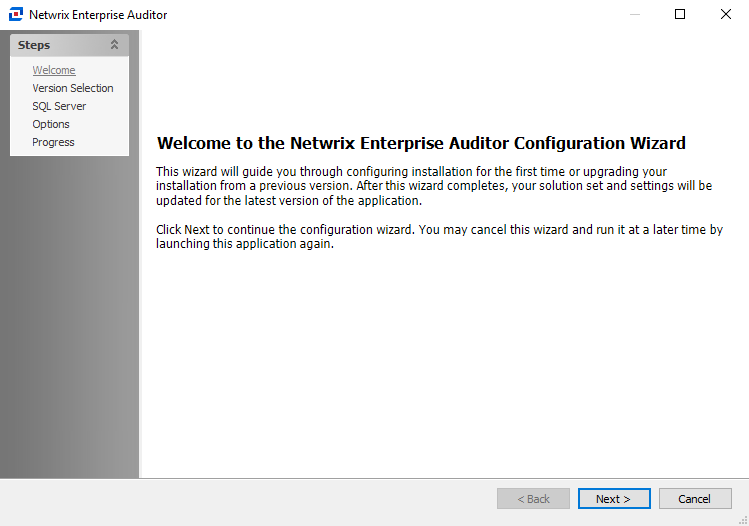 Netwrix Enterprise Auditor
Steps
Welcome
Version Selection
SQL Server
Options
Progress
Welcome to the Netwrix Enterprise Auditor Configuration Wizard
This wizard will guide you through configuring installation for the first time or upgrading your
installation from a previous version. After this wizard completes, your solution set and settings will be
updated for the latest version of the application.
Click Next to continue the configuration wizard. You may cancel this wizard and run it at a later time by
launching this application again.
< Back
Next >
Cancel